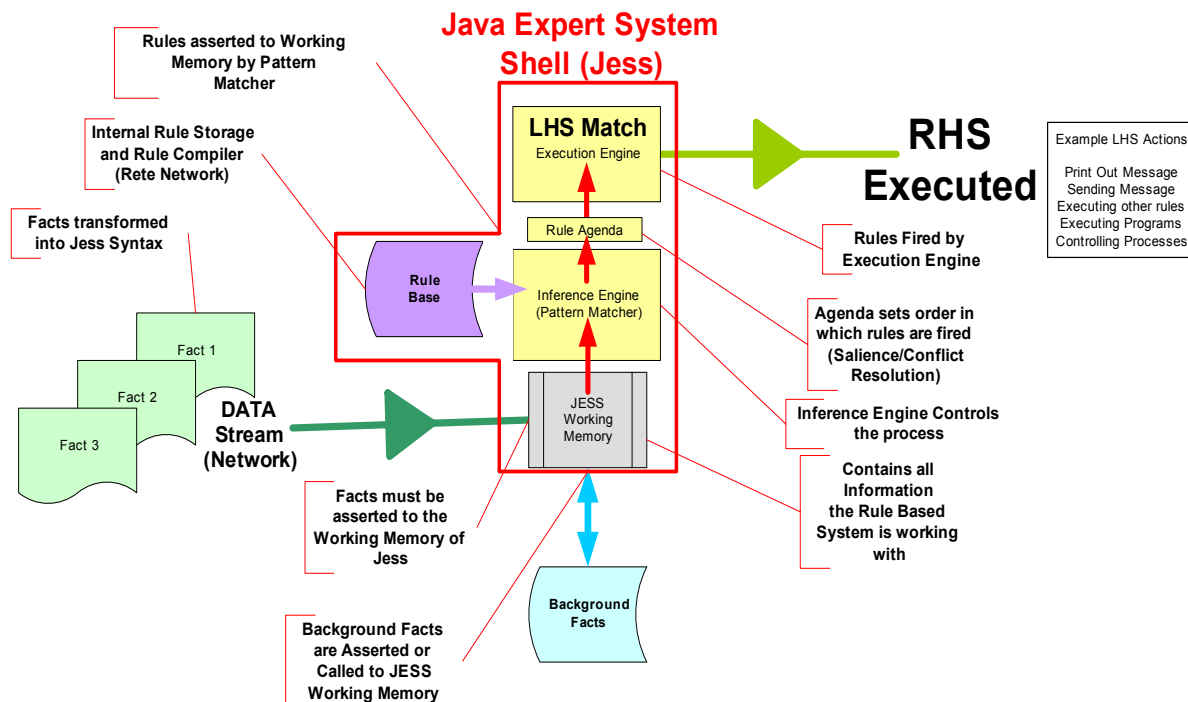 Java Expert System
Shell (Jess)
Rules asserted to Working
Memory by Pattern
Matcher
Internal Rule Storage
and Rule Compiler
(Rete Network)
Facts transformed
into Jess Syntax
Fact 1
Fact 2
Fact 3
DATA
Stream
(Network)
Rule
Base
LHS Match
Execution Engine
Rule Agenda
Inference Engine
(Pattern Matcher)
JESS
Working
Memory
RHS
Executed
Example LHS Actions
Print Out Message
Sending Message
Executing other rules
Executing Programs
Controlling Processes
Rules Fired by
Execution Engine
Agenda sets order in
which rules are fired
(Salience/Conflict
Resolution)
Inference Engine Controls
the process
Contains all
Information
the Rule Based
System is working
with
Facts must be
asserted to the
Working Memory of
Jess
Background
Facts
Background Facts
are Asserted or
Called to JESS
Working Memory